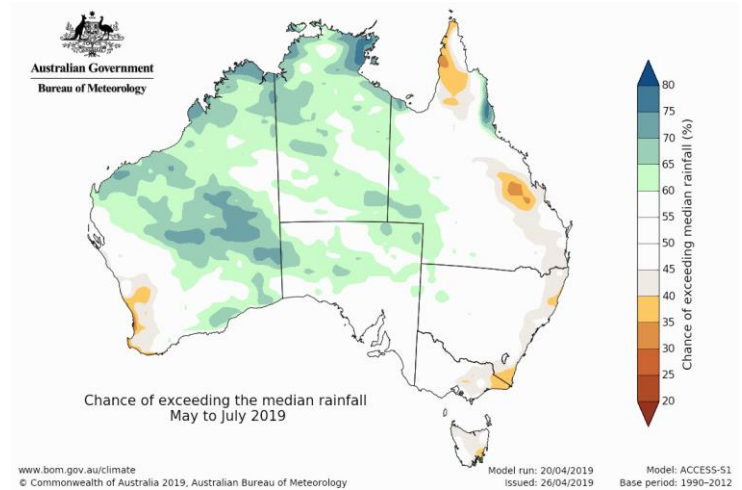 Australian Government
Bureau of Meteorology
80
75
70
65
60
55
50
45
40
35
30
25
20
Chance of exceeding median rainfall (%)
Chance of exceeding the median rainfall
May to July 2019
www.bom.gov.au/climate
© Commonwealth of Australia 2019, Australian Bureau of Meteorology
Model run: 20/04/2019
Issued: 26/04/2019
Model: ACCESS-S1
Base period: 1990–2012